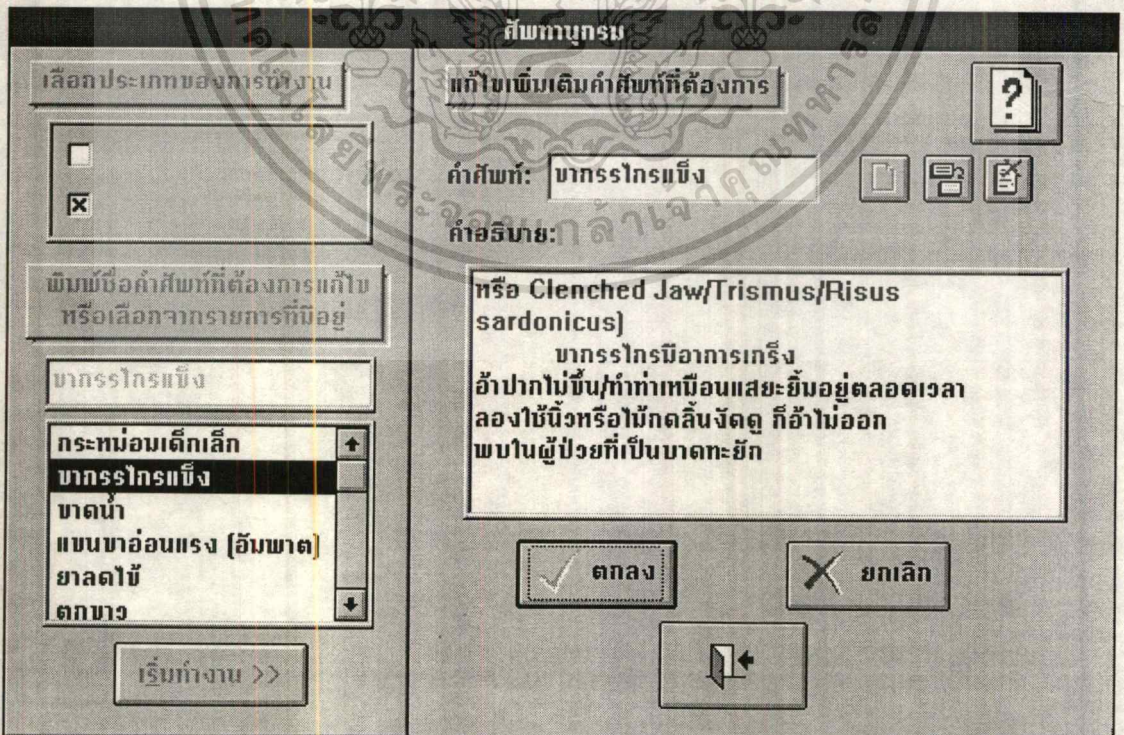 ศัพทานุกรม
เลือกประเภทของการทำงาน
พิมพ์ชื่อคำศัพท์ที่ต้องการแก้ไข
หรือเลือกจากรายการที่มีอยู่
ขากรรไกรแข็ง
กระหม่อมเด็กเล็ก
ขากรรไกรแข็ง
ขาดน้ำ
แขนขาอ่อนแรง (อัมพาต)
ยาลดไข้
ตกขาว
เริ่มทำงาน >>
แก้ไขเพิ่มเติมคำศัพท์ที่ต้องการ
?
คำศัพท์: ขากรรไกรแข็ง
คำอธิบาย:
หรือ Clenched Jaw/Trismus/Risus
sardonicus)
ขากรรไกรมีอาการเกร็ง
อ้าปากไม่ขึ้น/ทำท่าเหมือนแสยะยิ้มอยู่ตลอดเวลา
ลองใช้นิ้วหรือไม้กดลิ้นงัดดู ก็อ้าไม่ออก
พบในผู้ป่วยที่เป็นบาดทะยัก
ตกลง
ยกเลิก